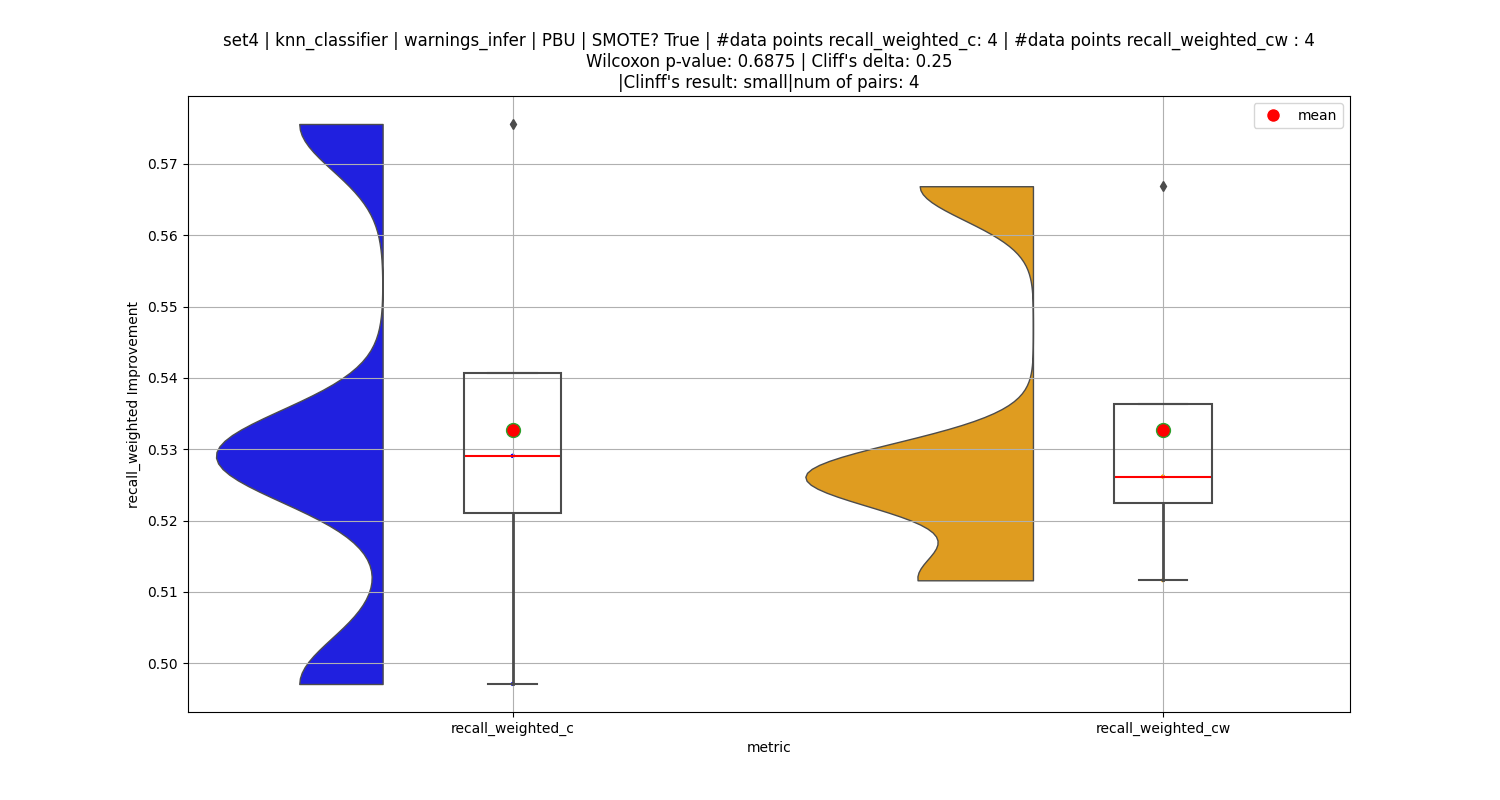 set4 | knn_classifier | warnings_infer | PBU | SMOTE? True | #data points recall_weighted_c: 4 | #data points recall_weighted_cw : 4
Wilcoxon p-value: 0.6875 | Cliff's delta: 0.25
|Clinff's result: small|num of pairs: 4
mean
0.57
0.56
0.55
0.54
0.53
0.52
0.51
0.50
recall_weighted Improvement
recall_weighted_c
recall_weighted_cw
metric